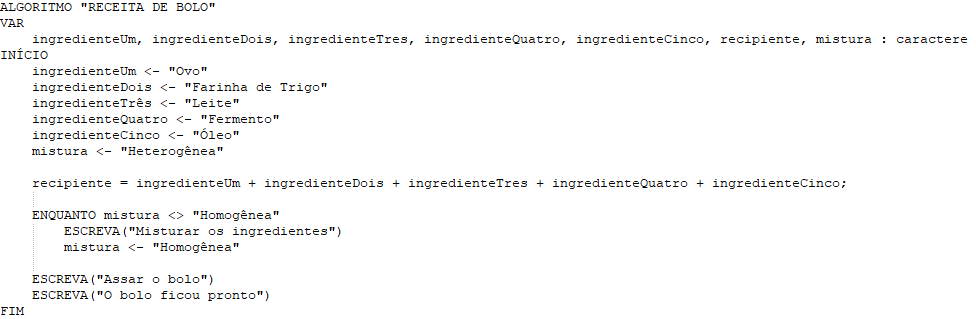 ALGORITMO "RECEITA DE BOLO"
VAR
    ingredienteUm, ingredienteDois, ingredienteTres, ingredienteQuatro, ingredienteCinco, recipiente, mistura : caractere
INÍCIO
    ingredienteUm <- "Ovo"
    ingredienteDois <- "Farinha de Trigo"
    ingredienteTrês <- "Leite"
    ingredienteQuatro <- "Fermento"
    ingredienteCinco <- "Óleo"
    mistura <- "Heterogênea"
    recipiente = ingredienteUm + ingredienteDois + ingredienteTres + ingredienteQuatro + ingredienteCinco;
    ENQUANTO mistura <> "Homogênea"
        ESCREVA("Misturar os ingredientes")
        mistura <- "Homogênea"
    ESCREVA("Assar o bolo")
    ESCREVA("O bolo ficou pronto")
FIM